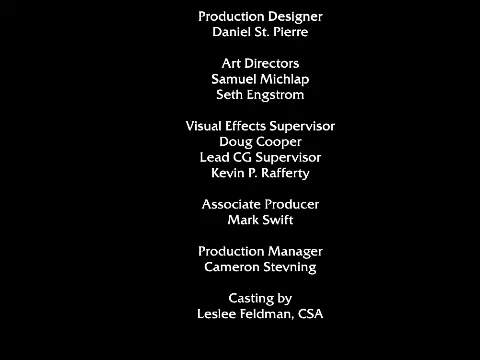 Production Designer
Daniel St. Pierre
Art Directors
Samuel Michlap
Seth Engstrom
Visual Effects Supervisor
Doug Cooper
Lead CG Supervisor
Kevin P. Rafferty
Associate Producer
Mark Swift
Production Manager
Cameron Stevning
Casting by
Leslee Feldman, CSA